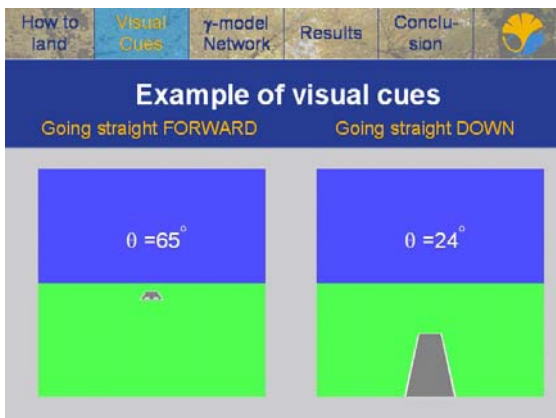 How to
land
Visual
Cues
γ-model
Network
Results
Conclu-
sion
Example of visual cues
Going straight FORWARD
Going straight DOWN
θ =65°
θ =24°